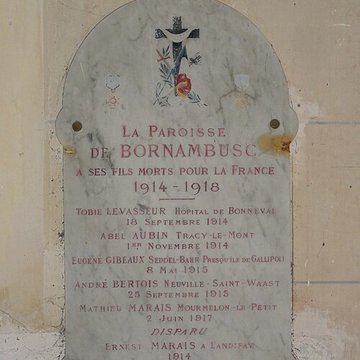 LA PAROISSE
DE BORNAMBUSC
A SES FILS MORTS POUR LA FRANCE
1914-1918
TOBIE LEVASSEUR HOPITAL DE BONNEVAL
18 SEPTEMBRE 1914
ABEL AUBIN TRACY-LE-MONT
1ER NOVEMBRE 1914
EUGÈNE GIBEAUX SEDDEL-BAHR PRESQU'ILE DE GALLIPOLI
8 MAI 1915
ANDRÉ BERTOIS NEUVILLE-SAINT-WAAST
25 SEPTEMBRE 1915
MATHIEU MARAIS MOURMELON-LE-PETIT
2 JUIN 1917
DISPARU
ERNEST MARAIS A LANDIFAY
1914